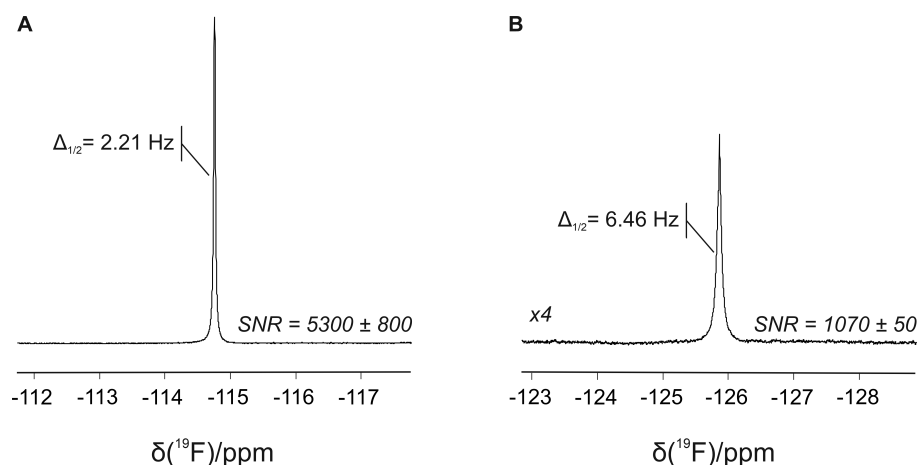 A
Δ1/2= 2.21 Hz
SNR = 5300 ± 800
-112 -113 -114 -115 -116 -117
δ(¹⁹F)/ppm
B
Δ1/2= 6.46 Hz
x4
SNR = 1070 ± 50
-123 -124 -125 -126 -127 -128
δ(¹⁹F)/ppm